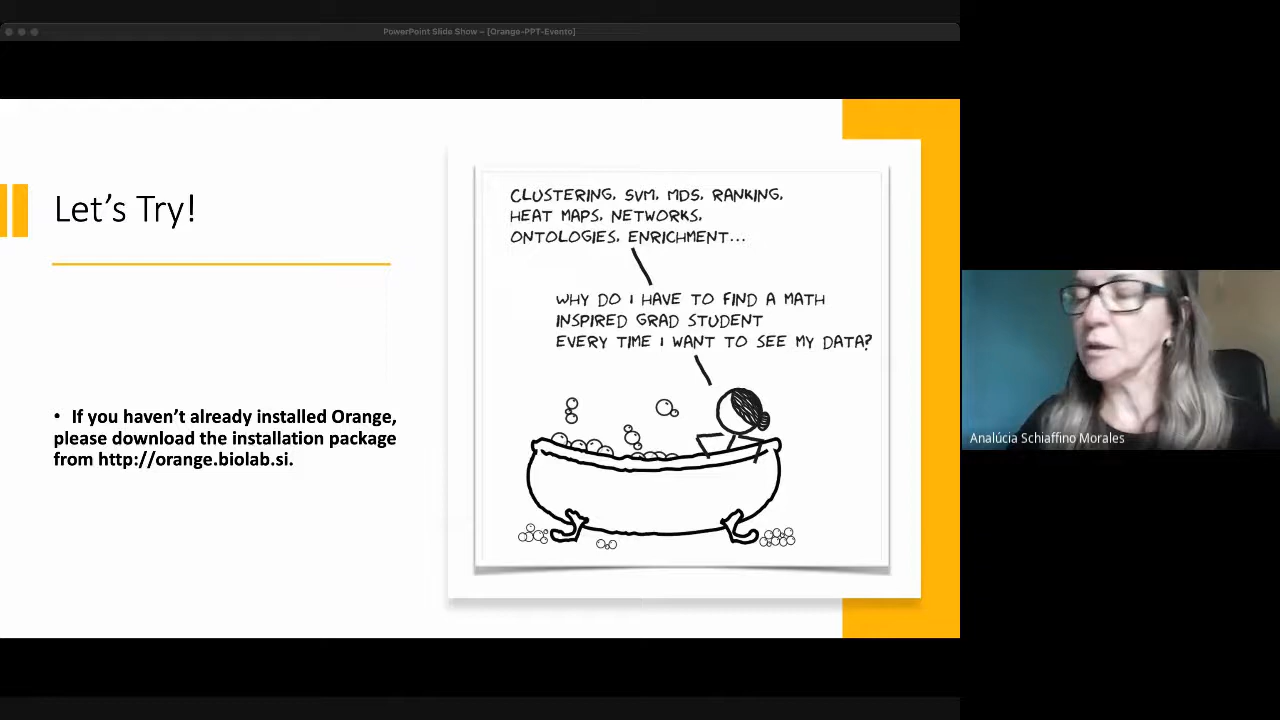 PowerPoint Slide Show – [Orange-PPT-Evento]
Let's Try!
• If you haven't already installed Orange,
please download the installation package
from http://orange.biolab.si.
CLUSTERING, SVM, MDS, RANKING,
HEAT MAPS, NETWORKS,
ONTOLOGIES, ENRICHMENT...
WHY DO I HAVE TO FIND A MATH
INSPIRED GRAD STUDENT
EVERY TIME I WANT TO SEE MY DATA?
Analúcia Schiaffino Morales